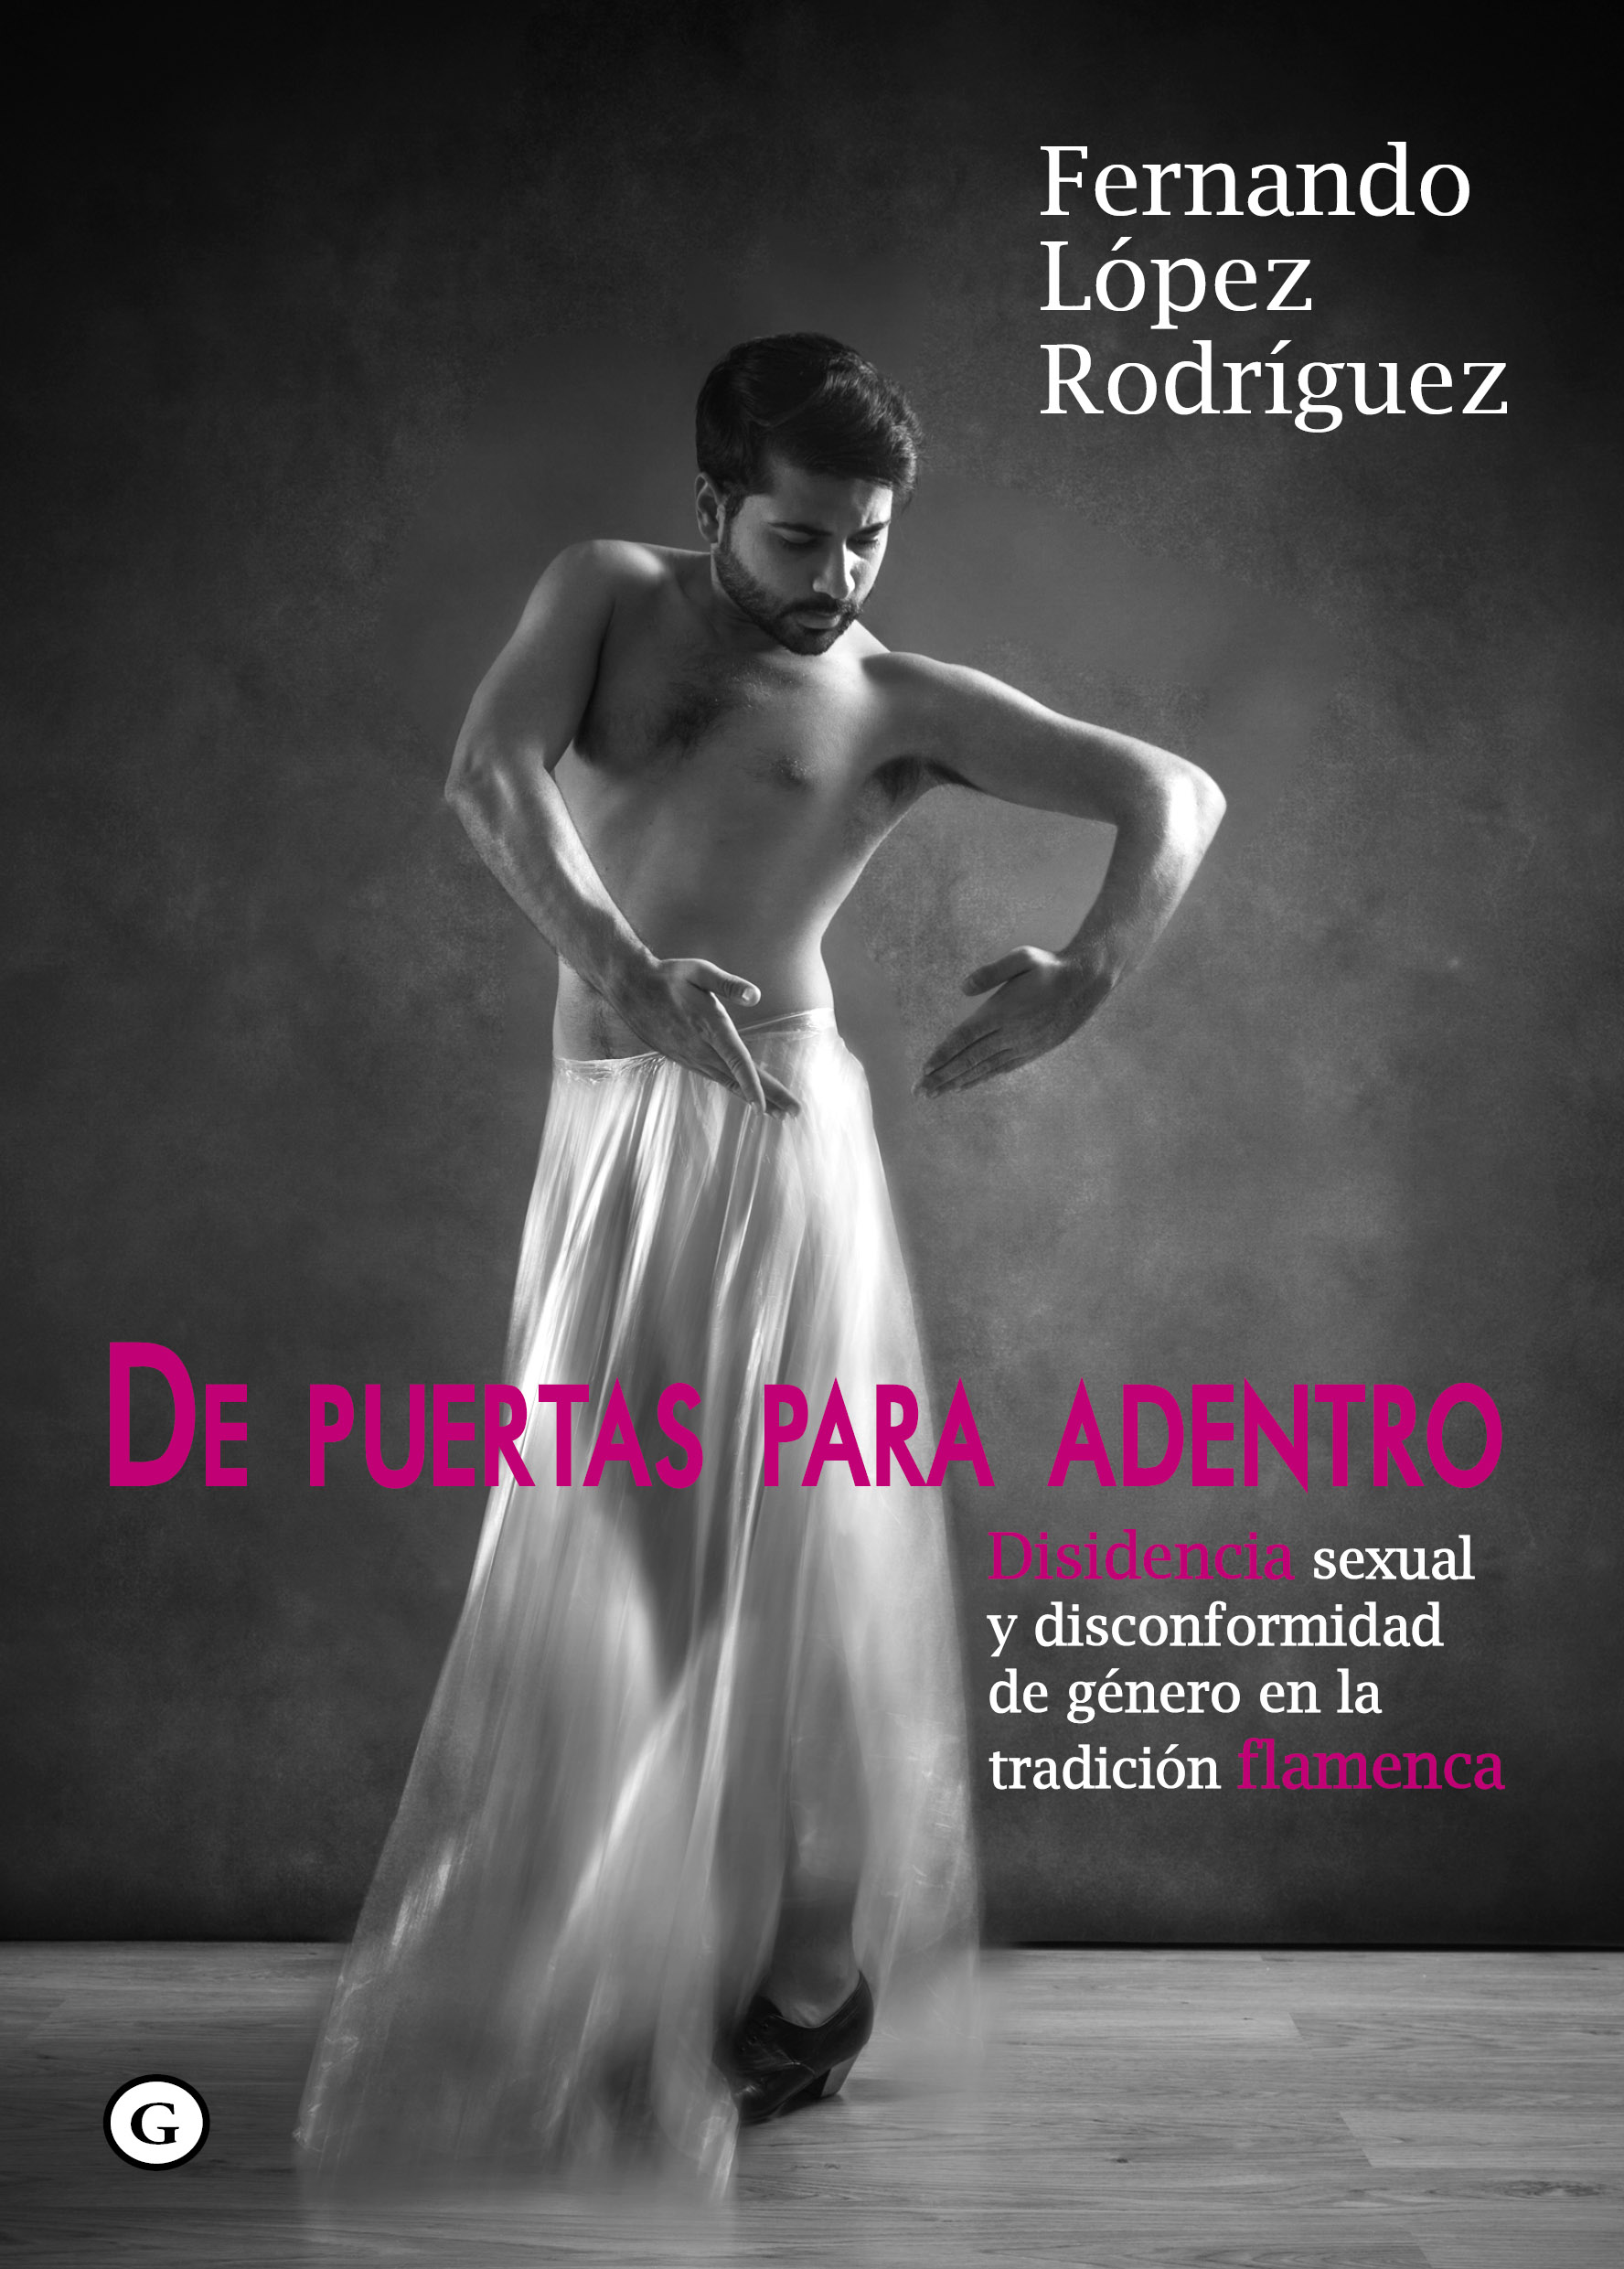 Fernando
López
Rodríguez
De puertas para adentro
Disidencia sexual
y disconformidad
de género en la
tradición flamenca
G